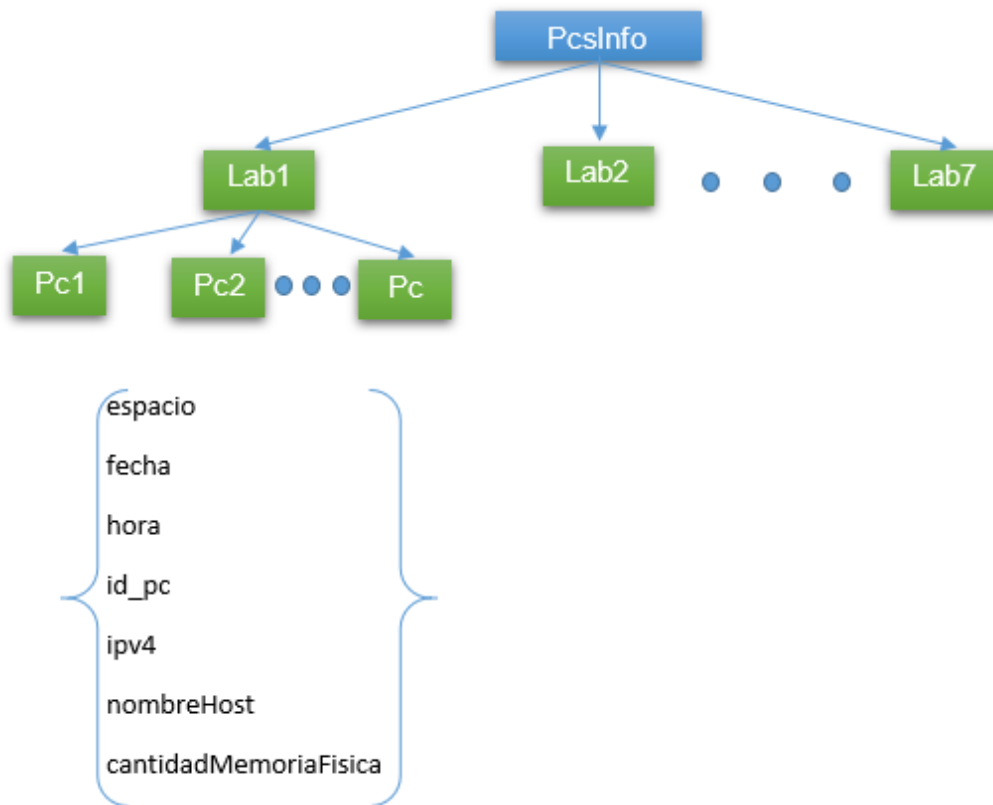 PcsInfo
Lab1
Lab2
Lab7
Pc1
Pc2
Pc
espacio
fecha
hora
id_pc
ipv4
nombreHost
cantidadMemoriaFisica